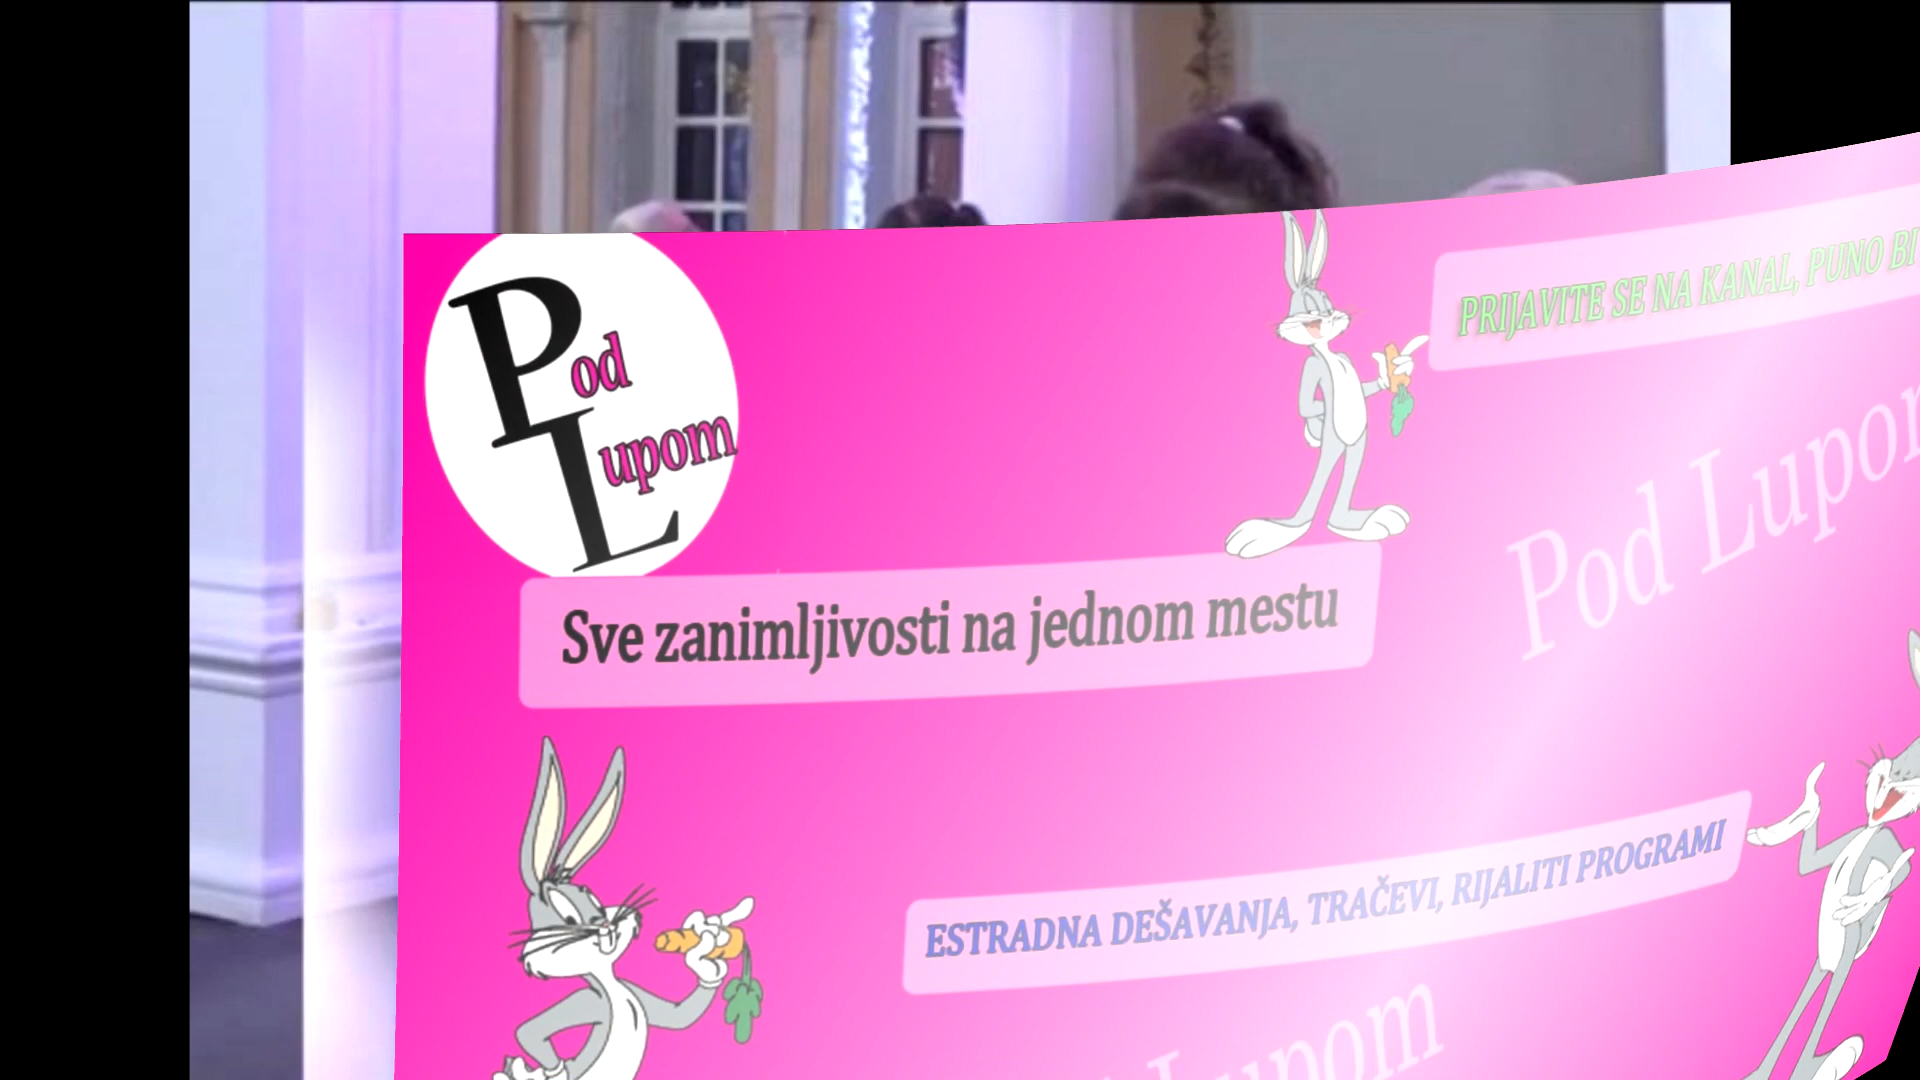 Pod
Lupom
PRIJAVITE SE NA KANAL, PUNO
Pod
Sve zanimljivosti na jednom mestu
ESTRADNA DEŠAVANJA, TRAČEVI, RIJALITI PROGRAMI
Lupom